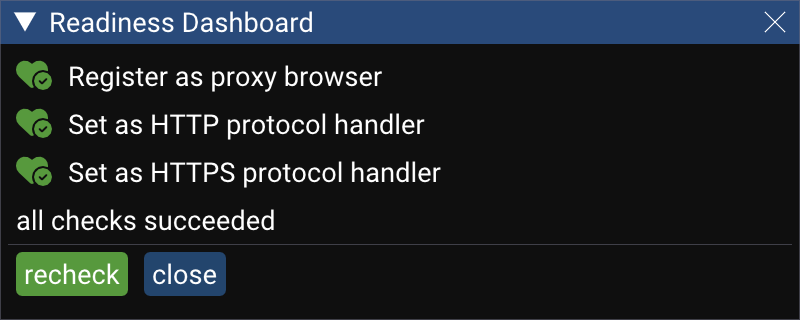 Readiness Dashboard
Register as proxy browser
Set as HTTP protocol handler
Set as HTTPS protocol handler
all checks succeeded
recheck close